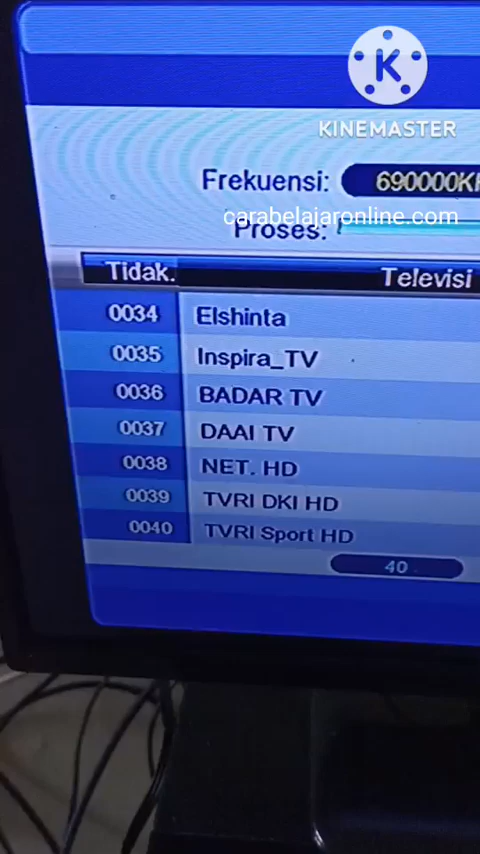 K
KINEMASTER
Frekuensi: 690000K
carabelajaronline.com
Proses:
Tidak. Televisi
0034 Elshinta
0035 Inspira_TV
0036 BADAR TV
0037 DAAI TV
0038 NET. HD
0039 TVRI DKI HD
0040 TVRI Sport HD
40